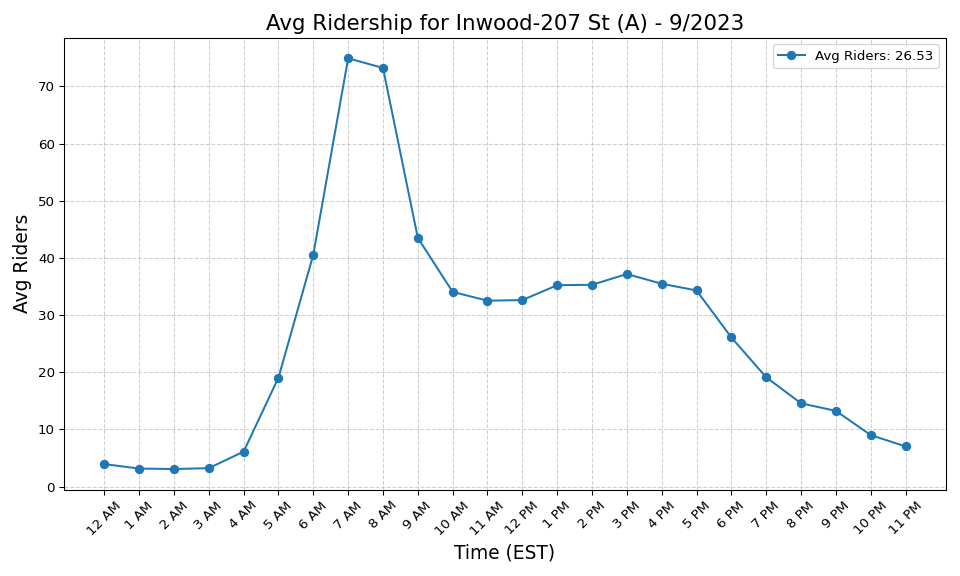 Avg Ridership for Inwood-207 St (A) - 9/2023
Avg Riders: 26.53
Avg Riders
70
60
50
40
30
20
10
0
12 AM 1 AM 2 AM 3 AM 4 AM 5 AM 6 AM 7 AM 8 AM 9 AM 10 AM 11 AM 12 PM 1 PM 2 PM 3 PM 4 PM 5 PM 6 PM 7 PM 8 PM 9 PM 10 PM 11 PM
Time (EST)